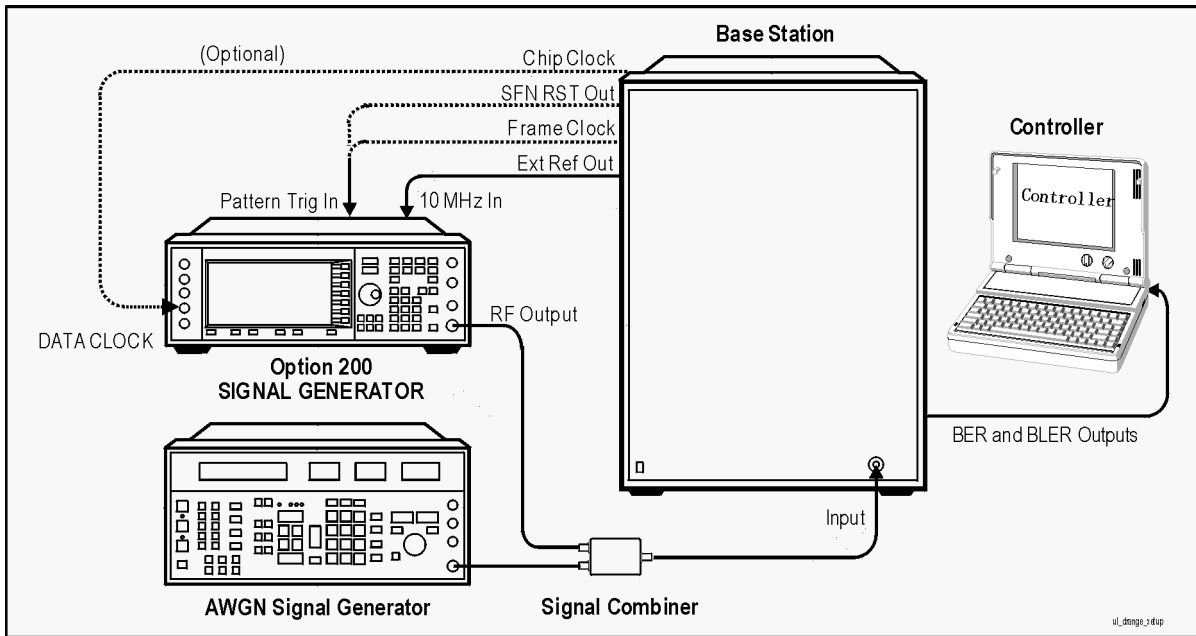 Base Station
(Optional)
Chip Clock
SFN RST Out
Frame Clock
Ext Ref Out
Controller
Pattern Trig In
10 MHz In
Controller
RF Output
DATA CLOCK
Option 200
SIGNAL GENERATOR
BER and BLER Outputs
Input
AWGN Signal Generator
Signal Combiner
ul_drange_setup